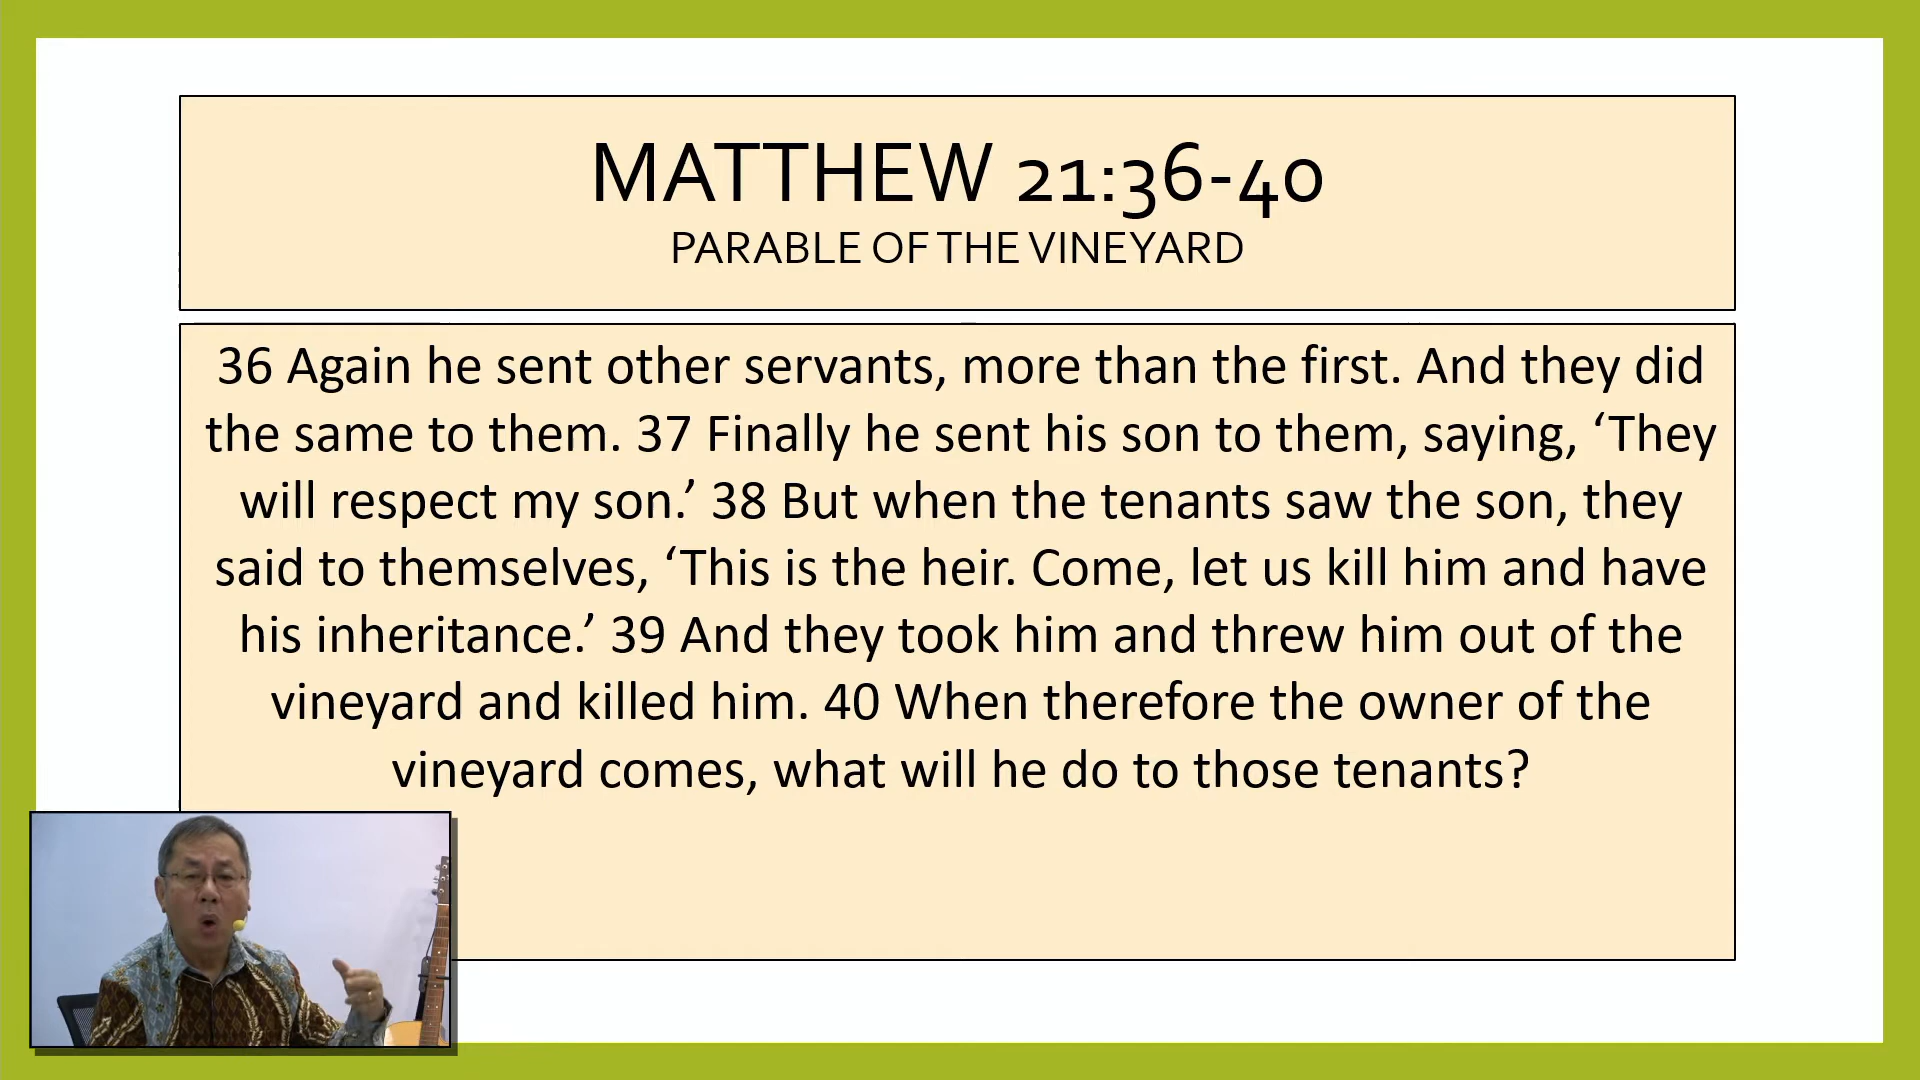 MATTHEW 21:36-40
PARABLE OF THE VINEYARD
36 Again he sent other servants, more than the first. And they did
the same to them. 37 Finally he sent his son to them, saying, ‘They
will respect my son.’ 38 But when the tenants saw the son, they
said to themselves, ‘This is the heir. Come, let us kill him and have
his inheritance.’ 39 And they took him and threw him out of the
vineyard and killed him. 40 When therefore the owner of the
vineyard comes, what will he do to those tenants?